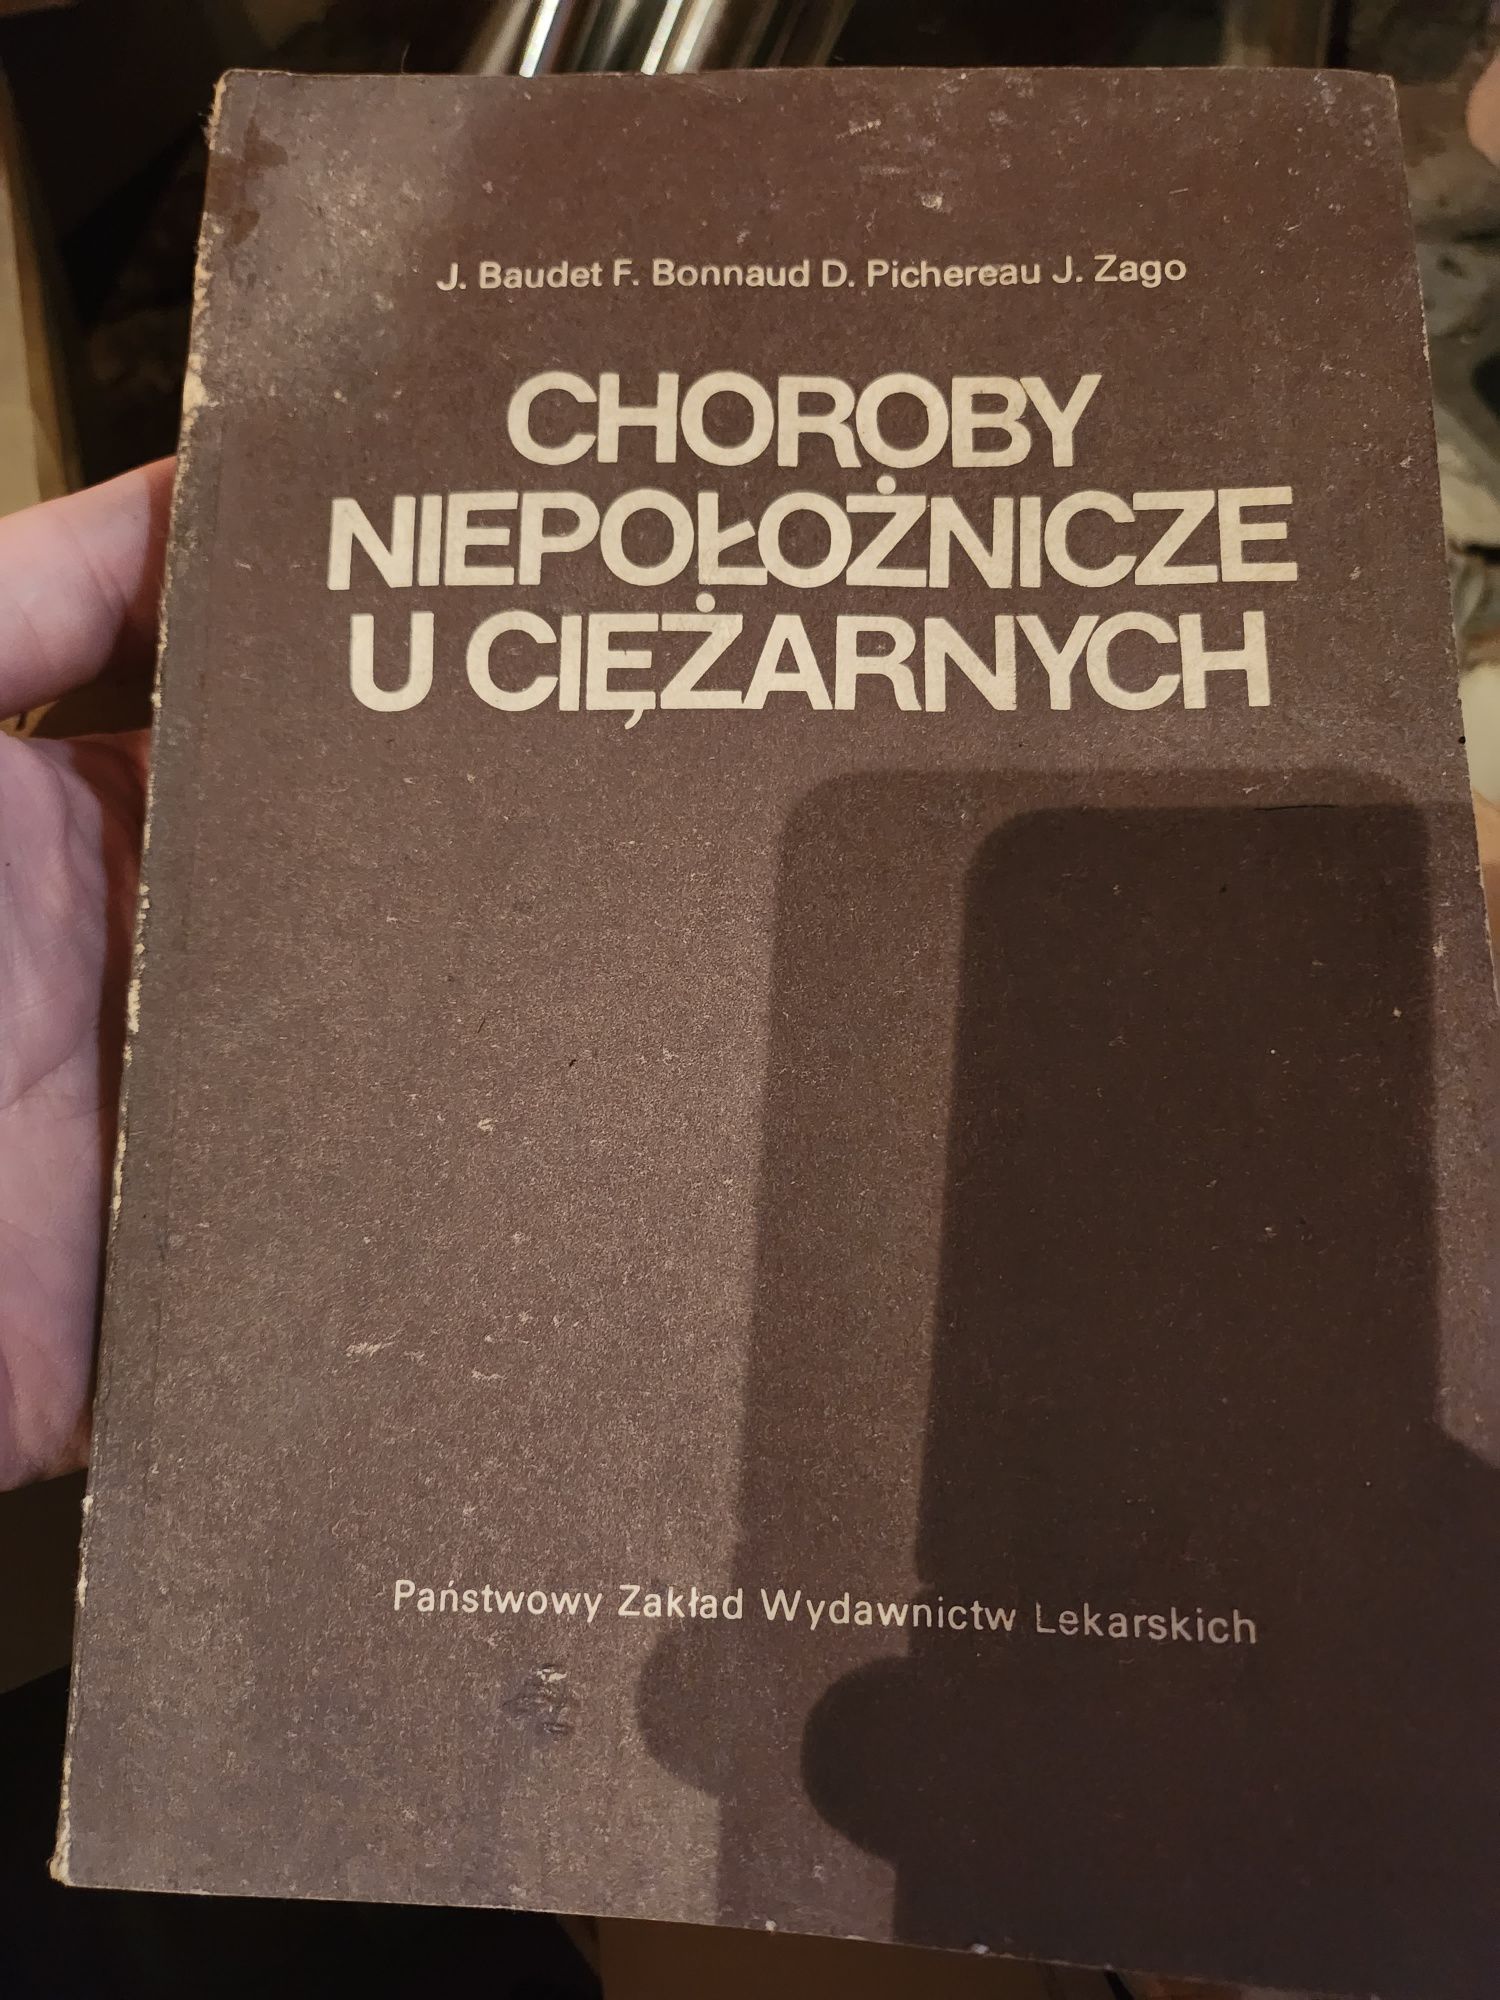 J. Baudet F. Bonnaud D. Pichereau J. Zago
CHOROBY
NIEPOŁOŻNICZE
U CIĘŻARNYCH
Państwowy Zakład Wydawnictw Lekarskich